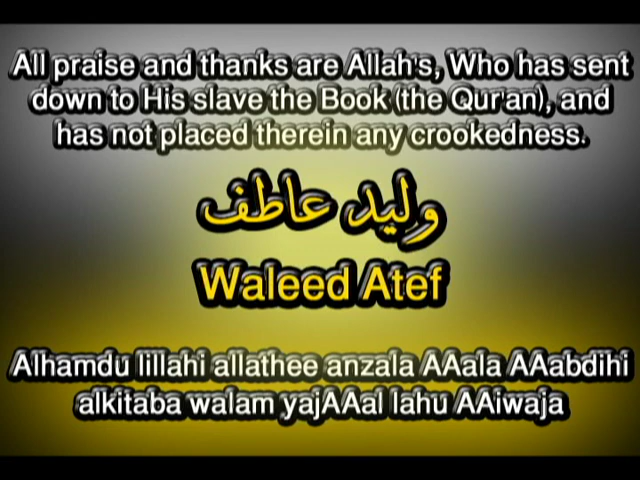 All praise and thanks are Allah's, Who has sent
down to His slave the Book (the Qur'an), and
has not placed therein any crookedness.
وليد عاطف
Waleed Atef
Alhamdu lillahi allathee anzala AAala AAabdihi
alkitaba walam yajAAal lahu AAiwaja